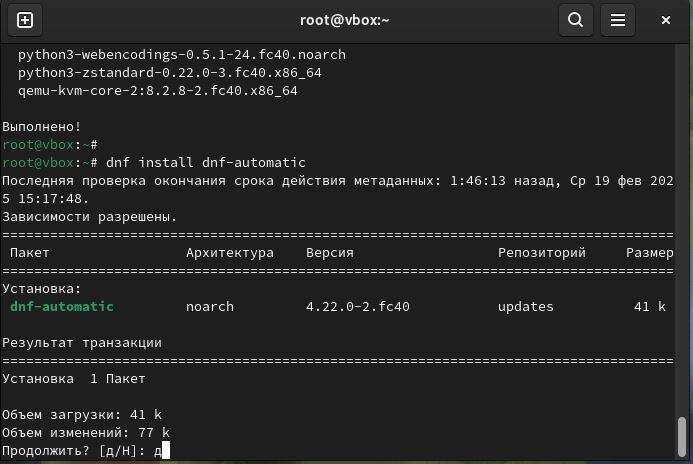 root@vbox:~
python3-webencodings-0.5.1-24.fc40.noarch
python3-zstandard-0.22.0-3.fc40.x86_64
qemu-kvm-core-2:8.2.8-2.fc40.x86_64
Выполнено!
root@vbox:~#
root@vbox:~# dnf install dnf-automatic
Последняя проверка окончания срока действия метаданных: 1:46:13 назад, Ср 19 фев 202
5 15:17:48.
Зависимости разрешены.
====================================================================================
Пакет Архитектура Версия Репозиторий Размер
====================================================================================
Установка:
dnf-automatic noarch 4.22.0-2.fc40 updates 41 k
Результат транзакции
====================================================================================
Установка  1 Пакет
Объем загрузки: 41 k
Объем изменений: 77 k
Продолжить? [д/Н]: д